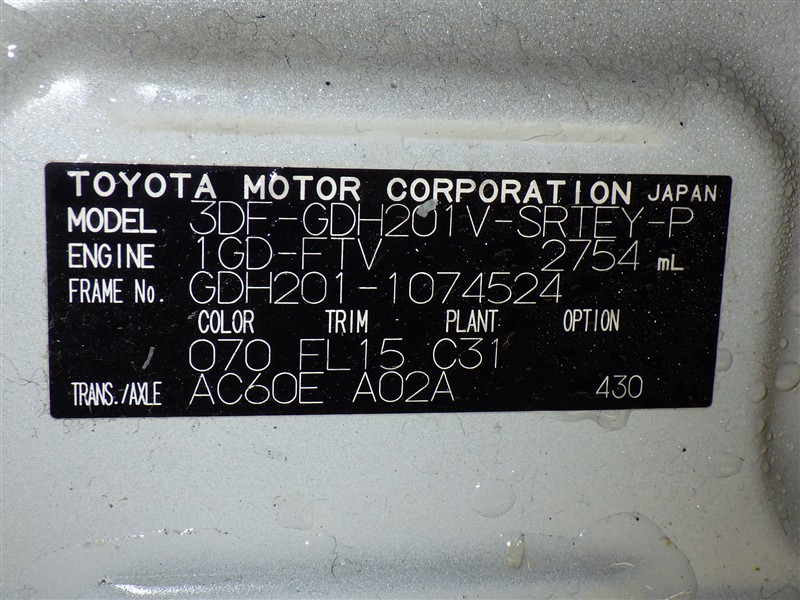 TOYOTA MOTOR CORPORATION JAPAN
MODEL 3DF-GDH201V-SRTEY-P
ENGINE 1GD-FTV 2754 mL
FRAME No. GDH201-1074524
COLOR TRIM PLANT OPTION
070 FL15 C31
TRANS./AXLE AC60E A02A 430